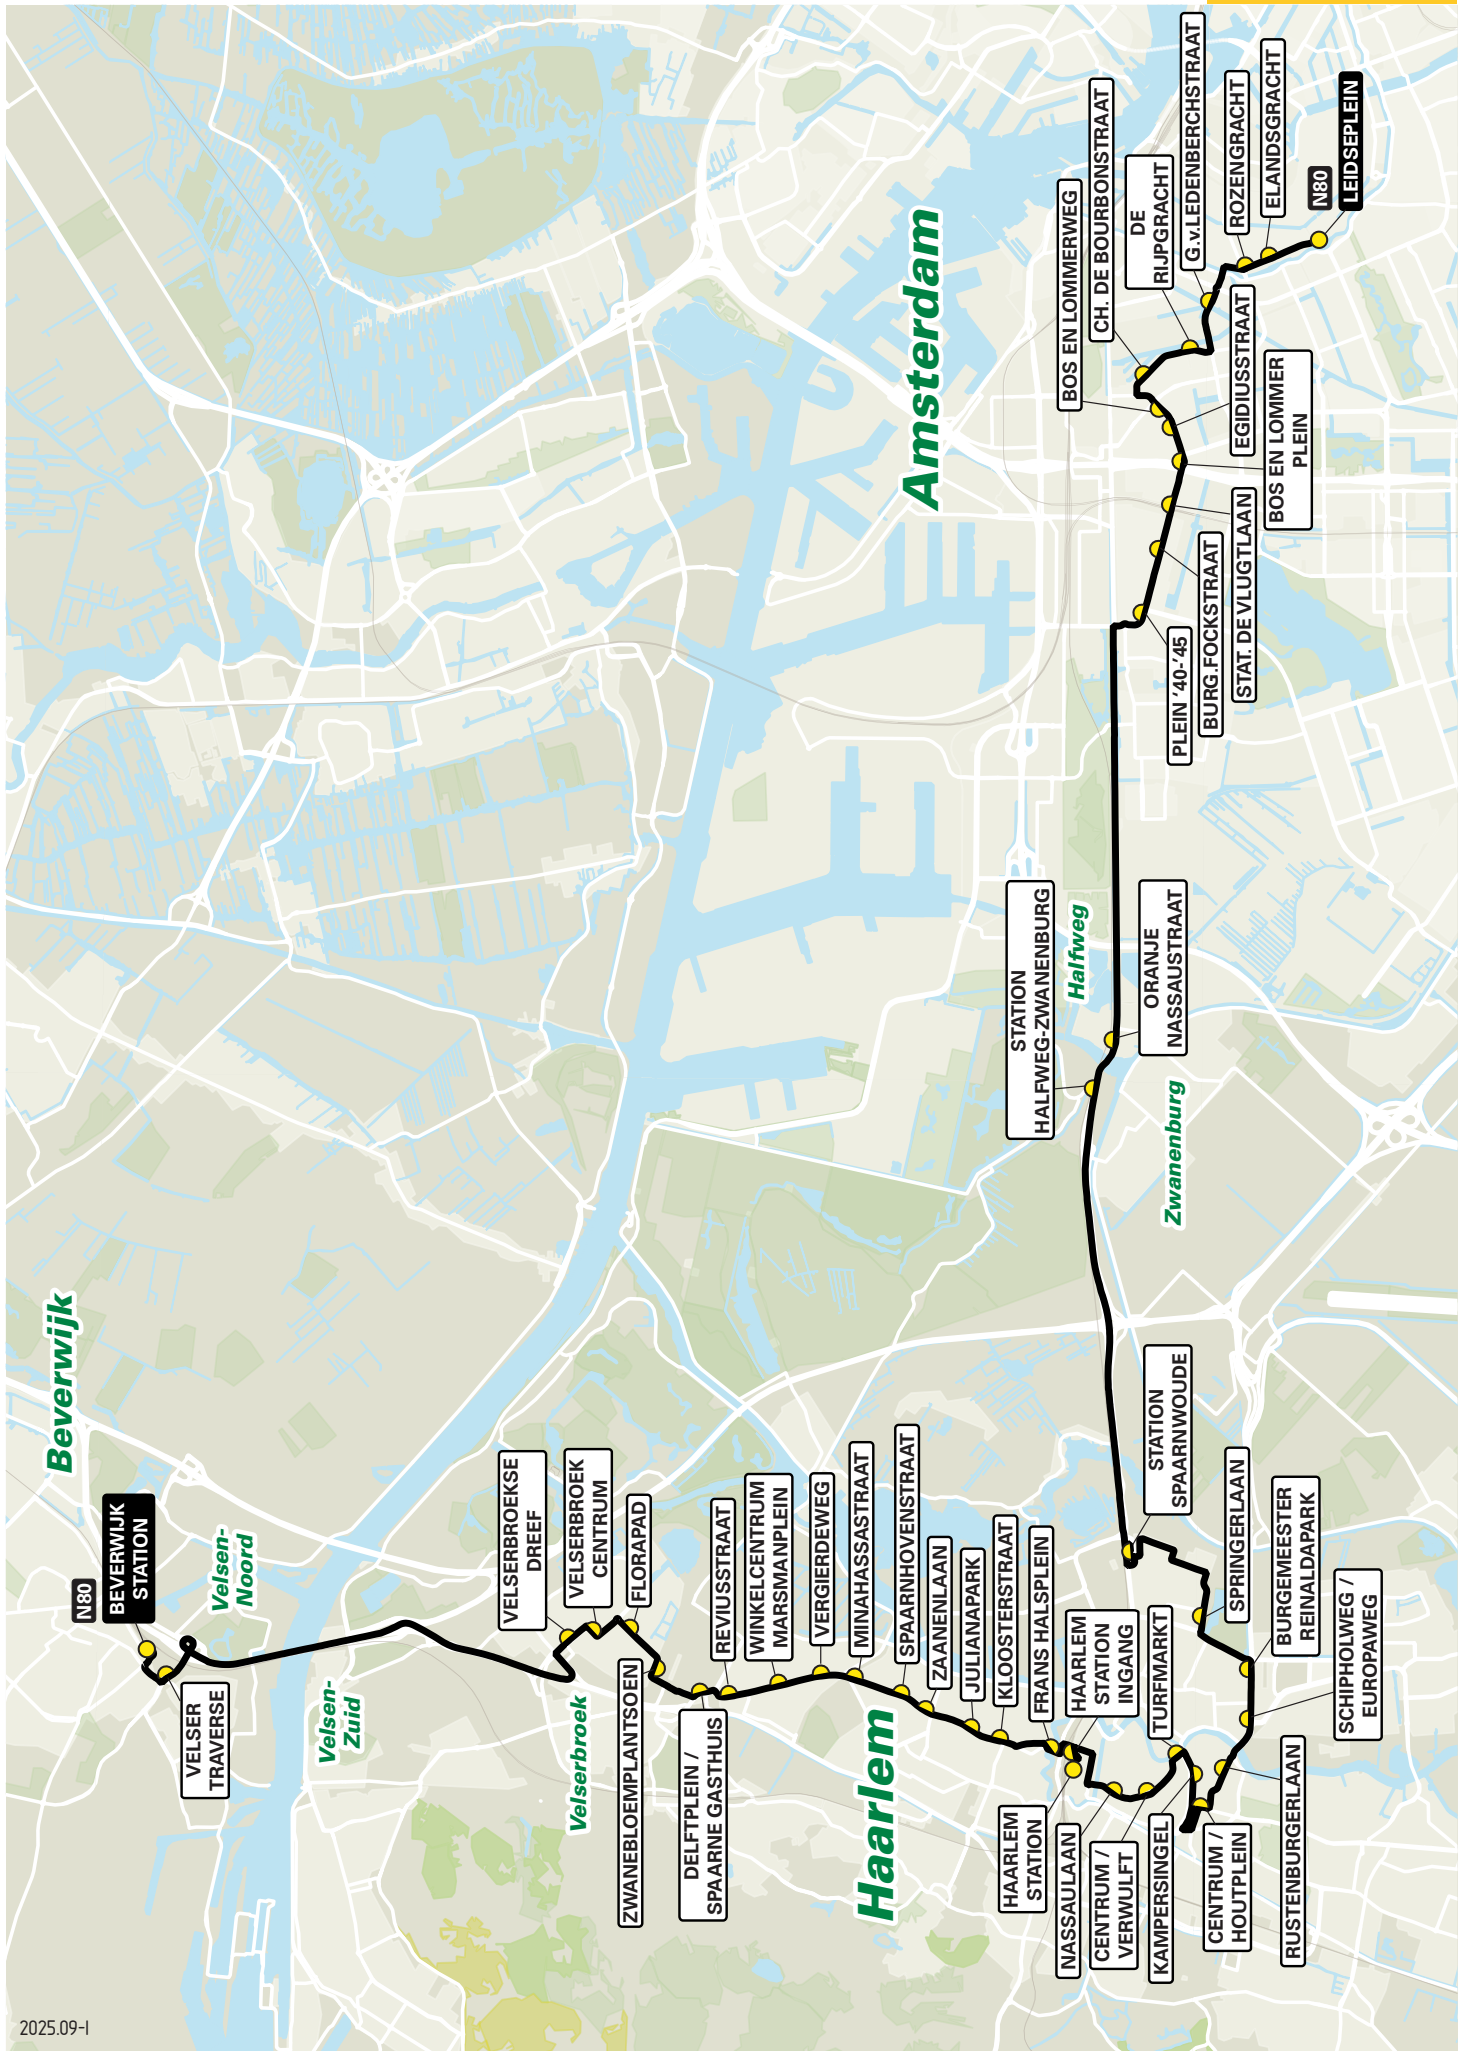 Beverwijk
N80
BEVERWIJK
STATION
VELSER
TRAVERSE
Velsen-
Noord
Velsen-
Zuid
VELSERBROEKSE
DREEF
VELSERBROEK
CENTRUM
FLORAPAD
Velserbroek
ZWANEBLOEMPLANTSOEN
DELFTPLEIN /
SPAARNE GASTHUIS
REVIUSSTRAAT
WINKELCENTRUM
MARSMANPLEIN
VERGIERDEWEG
MINAHASSASTRAAT
SPAARNHOVENSTRAAT
ZAANENLAAN
JULIANAPARK
KLOOSTERSTRAAT
FRANS HALSPLEIN
HAARLEM
STATION
INGANG
Haarlem
HAARLEM
STATION
NASSAULAAN
CENTRUM /
VERWULFT
TURFMARKT
KAMPERSINGEL
CENTRUM /
HOUTPLEIN
RUSTENBURGERLAAN
SCHIPHOLWEG /
EUROPAWEG
BURGEMEESTER
REINALDAPARK
SPRINGERLAAN
STATION
SPAARNWOUDE
Zwanenburg
Halfweg
STATION
HALFWEG-ZWANENBURG
ORANJE
NASSAUSTRAAT
PLEIN '40-'45
BURG.FOCKSTRAAT
STAT. DE VLUGTLAAN
BOS EN LOMMER
PLEIN
EGIDIUSSTRAAT
BOS EN LOMMERWEG
CH. DE BOURBONSTRAAT
DE
RIJPGRACHT
G.v.LEDENBERCHSTRAAT
ROZENGRACHT
ELANDSGRACHT
N80
LEIDSEPLEIN
Amsterdam
2025.09-I